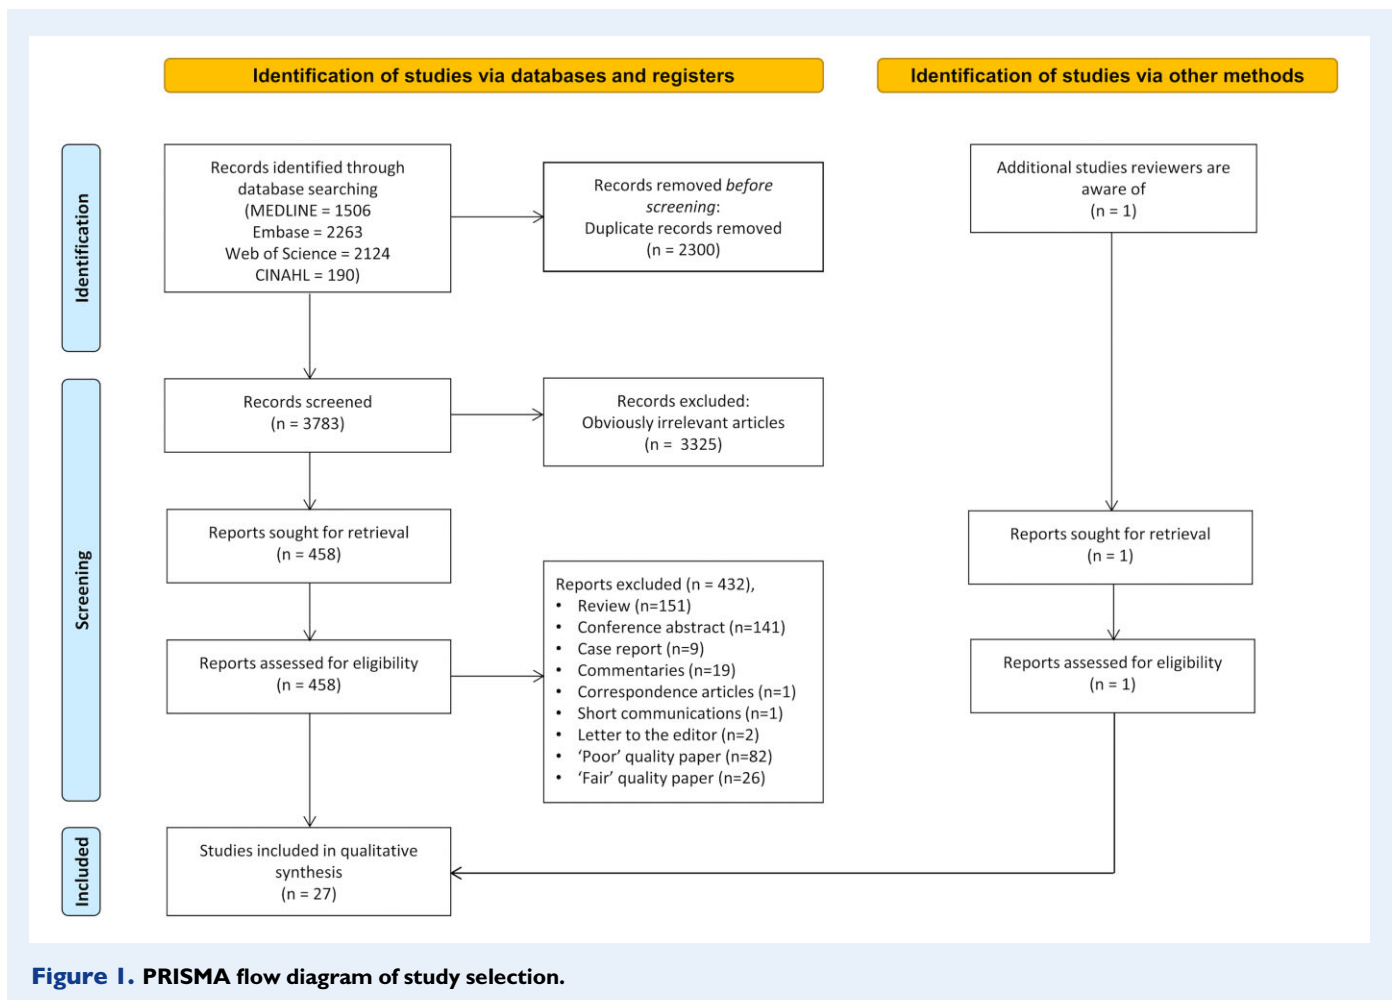 Identification of studies via databases and registers
Identification of studies via other methods
Identification
Records identified through
database searching
(MEDLINE = 1506
Embase = 2263
Web of Science = 2124
CINAHL = 190)
Records removed before
screening:
Duplicate records removed
(n = 2300)
Additional studies reviewers are
aware of
(n = 1)
Screening
Records screened
(n = 3783)
Records excluded:
Obviously irrelevant articles
(n = 3325)
Reports sought for retrieval
(n = 458)
Reports sought for retrieval
(n = 1)
Reports assessed for eligibility
(n = 458)
Reports excluded (n = 432),
• Review (n=151)
• Conference abstract (n=141)
• Case report (n=9)
• Commentaries (n=19)
• Correspondence articles (n=1)
• Short communications (n=1)
• Letter to the editor (n=2)
• ‘Poor’ quality paper (n=82)
• ‘Fair’ quality paper (n=26)
Reports assessed for eligibility
(n = 1)
Included
Studies included in qualitative
synthesis
(n = 27)
Figure 1. PRISMA flow diagram of study selection.